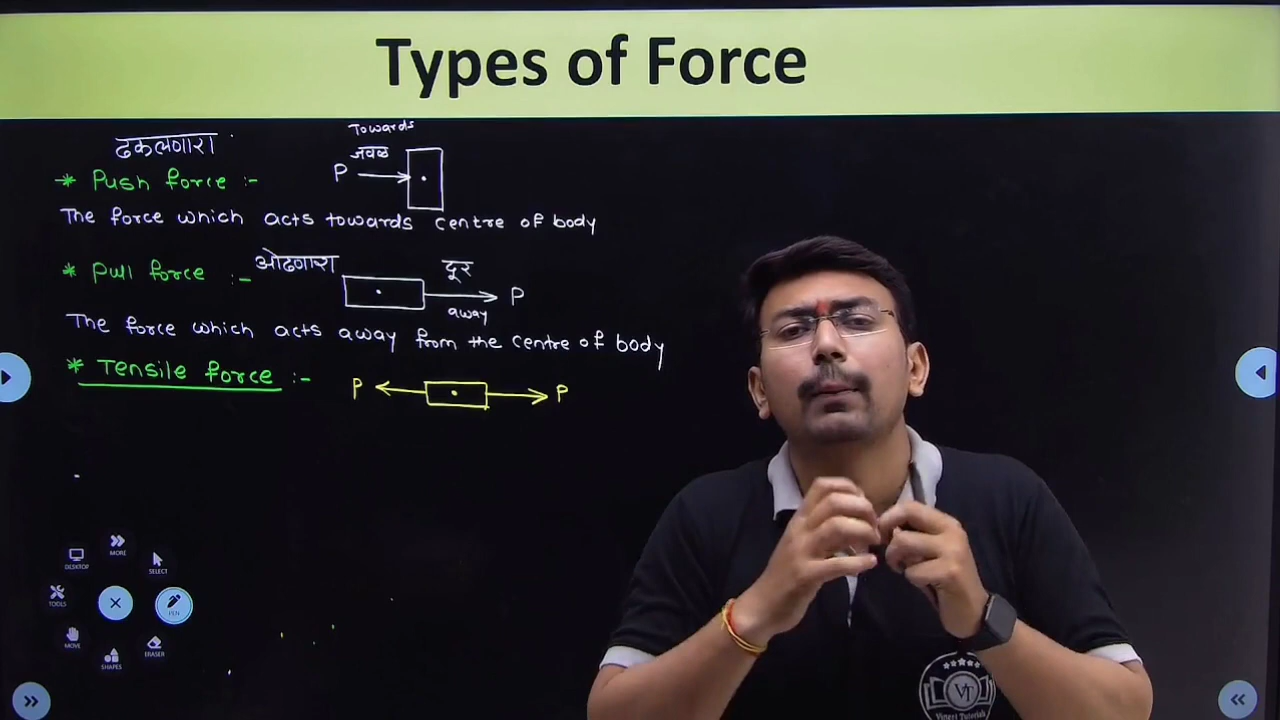 Types of Force
ढकलणारा
Towards
जवळ
* Push force :-
P
The force which acts towards centre of body
* Pull force :-
ओढणारा
दूर
P
away
The force which acts away from the centre of body
* Tensile force :-
P
P
MORE
DESKTOP
SELECT
TOOLS
PEN
MOVE
ERASER
SHAPES
VT
Tutorials